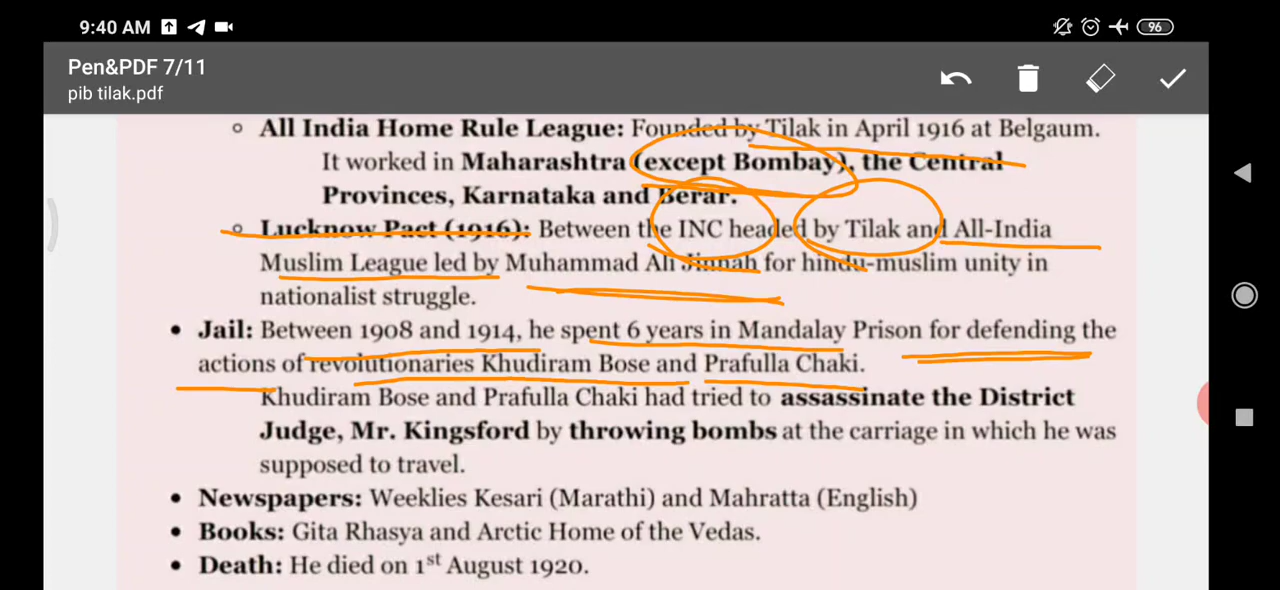 9:40 AM
96
Pen&PDF 7/11
pib tilak.pdf
All India Home Rule League: Founded by Tilak in April 1916 at Belgaum.
It worked in Maharashtra (except Bombay), the Central
Provinces, Karnataka and Berar.
Lucknow Pact (1916): Between the INC headed by Tilak and All-India
Muslim League led by Muhammad Ali Jinnah for hindu-muslim unity in
nationalist struggle.
• Jail: Between 1908 and 1914, he spent 6 years in Mandalay Prison for defending the
actions of revolutionaries Khudiram Bose and Prafulla Chaki.
Khudiram Bose and Prafulla Chaki had tried to assassinate the District
Judge, Mr. Kingsford by throwing bombs at the carriage in which he was
supposed to travel.
• Newspapers: Weeklies Kesari (Marathi) and Mahratta (English)
• Books: Gita Rhasya and Arctic Home of the Vedas.
• Death: He died on 1st August 1920.